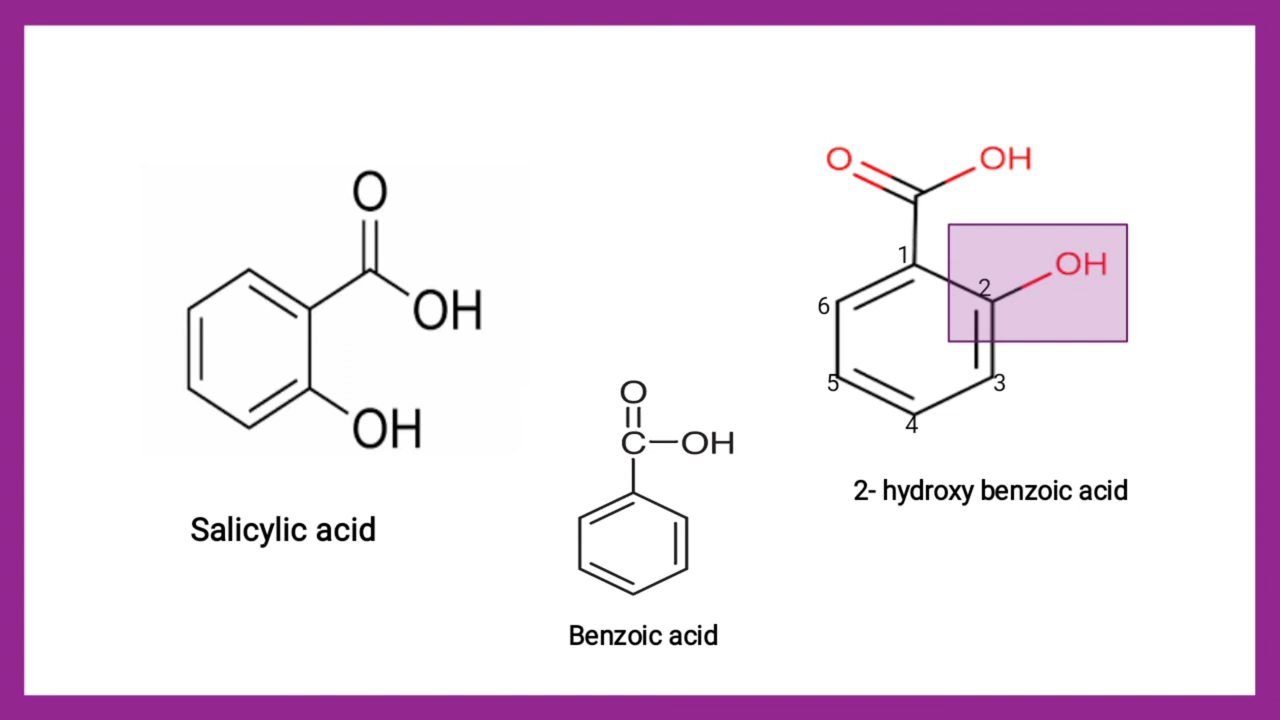 O
OH
OH
Salicylic acid
O
C
OH
Benzoic acid
O
OH
1
2
OH
6
5
3
4
2- hydroxy benzoic acid